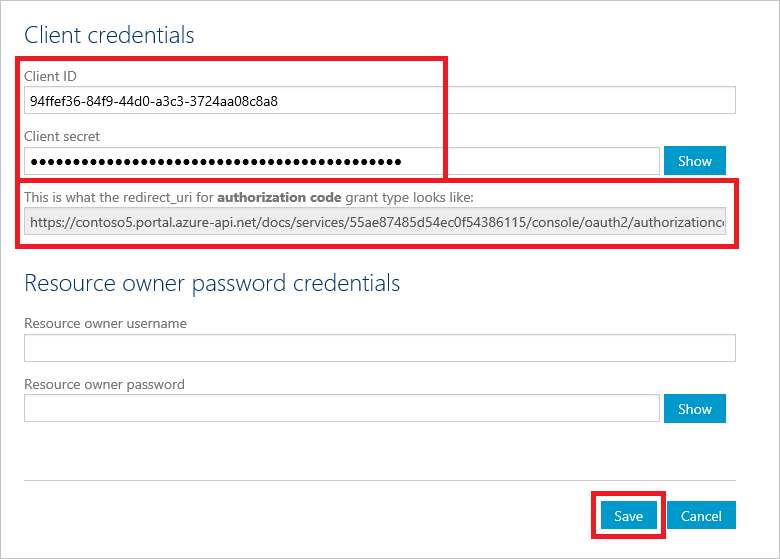 Client credentials
Client ID
94ffef36-84f9-44d0-a3c3-3724aa08c8a8
Client secret
●●●●●●●●●●●●●●●●●●●●●●●●●●●●●●●●●●●●●●●●●●●● Show
This is what the redirect_uri for authorization code grant type looks like:
https://contoso5.portal.azure-api.net/docs/services/55ae87485d54ec0f54386115/console/oauth2/authorizationco
Resource owner password credentials
Resource owner username
Resource owner password
Show
Save Cancel